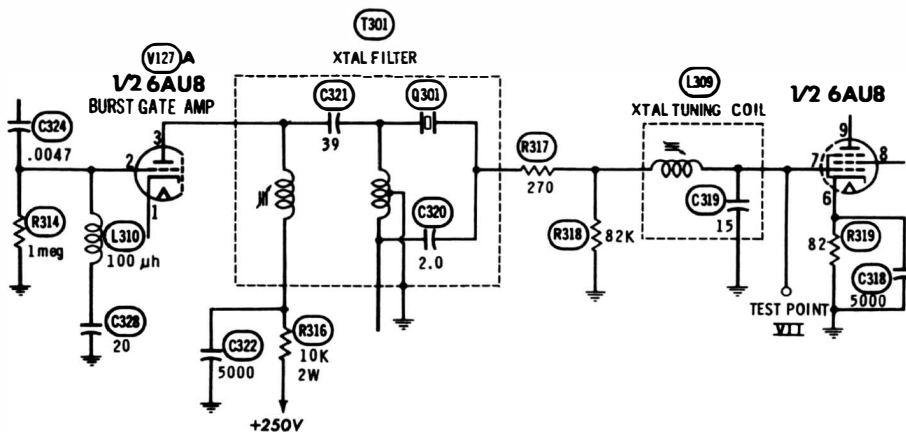 T301
XTAL FILTER
V127 A
1/2 6AU8
BURST GATE AMP
C324
.0047
3
2
1
R314
1meg
L310
100 μh
C328
20
C321
39
Q301
C320
2.0
C322
5000
R316
10K
2W
+250V
R317
270
R318
82K
L309
XTAL TUNING COIL
C319
15
1/2 6AU8
9
7
8
6
R319
82
C318
5000
TEST POINT
VII